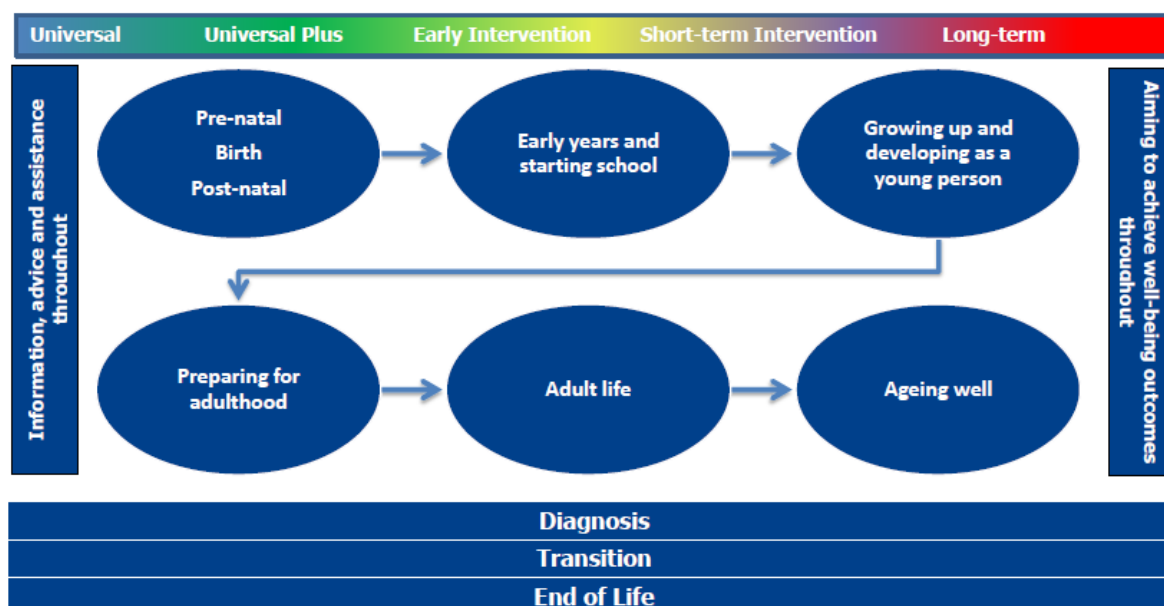 Universal
Universal Plus
Early Intervention
Short-term Intervention
Long-term
Information, advice and assistance
throughout
Pre-natal
Birth
Post-natal
Early years and
starting school
Growing up and
developing as a
young person
Aiming to achieve well-being outcomes
throughout
Preparing for
adulthood
Adult life
Ageing well
Diagnosis
Transition
End of Life